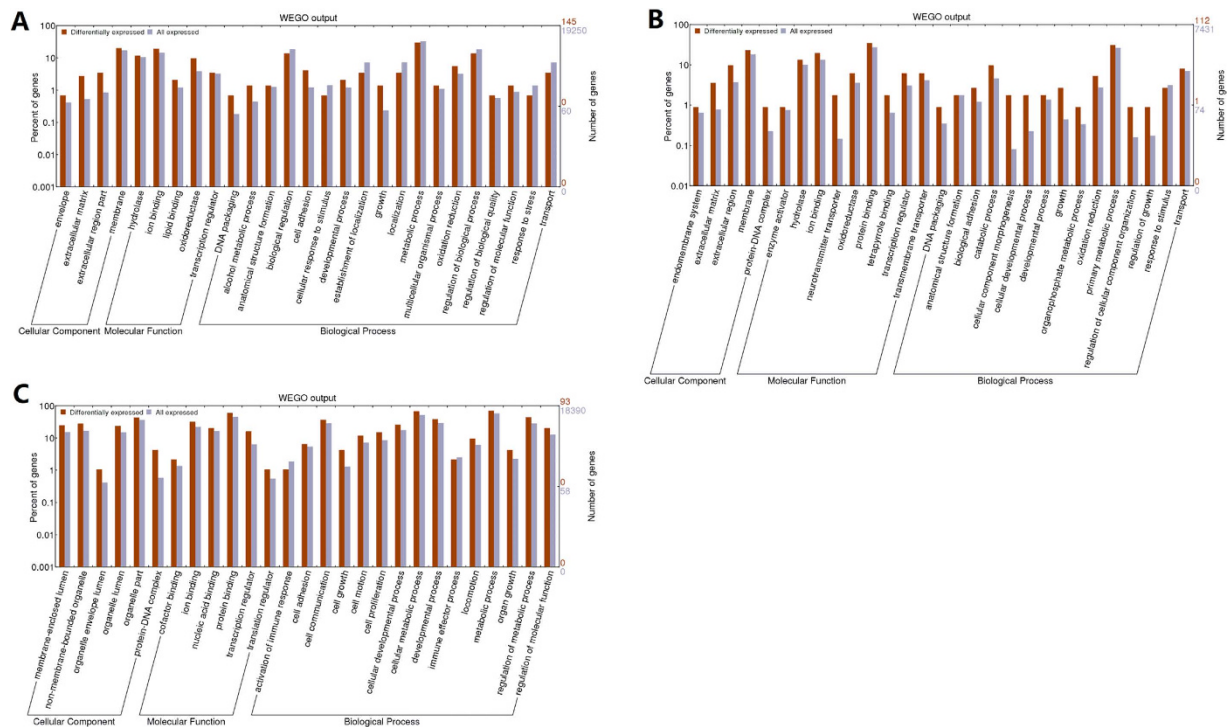 A
WEGO output
Differentially expressed All expressed
145
19250
100
10
1
0.1
0.01
0.001
Percent of genes
0
60
0
0
Number of genes
envelope
extracellular matrix
extracellular region part
membrane
hydrolase
ion binding
lipid binding
oxidoreductase
transcription regulator
DNA packaging
alcohol metabolic process
anatomical structure formation
biological regulation
cell adhesion
cellular response to stimulus
developmental process
establishment of localization
growth
localization
metabolic process
multicellular organismal process
oxidation reduction
regulation of biological process
regulation of biological quality
regulation of molecular function
response to stress
transport
Cellular Component Molecular Function Biological Process
B
WEGO output
Differentially expressed All expressed
112
7431
100
10
1
0.1
0.01
Percent of genes
1
74
0
0
Number of genes
endomembrane system
extracellular matrix
extracellular region
membrane
protein-DNA complex
enzyme activator
hydrolase
ion binding
neurotransmitter transporter
oxidoreductase
protein binding
tetrapyrrole binding
transcription regulator
transmembrane transporter
DNA packaging
anatomical structure formation
biological adhesion
catabolic process
cellular component morphogenesis
cellular developmental process
developmental process
growth
organophosphate metabolic process
oxidation reduction
primary metabolic process
regulation of cellular component organization
regulation of growth
response to stimulus
transport
Cellular Component Molecular Function Biological Process
C
WEGO output
Differentially expressed All expressed
93
18390
100
10
1
0.1
0.01
0.001
Percent of genes
0
58
0
0
Number of genes
membrane-enclosed lumen
non-membrane-bounded organelle
organelle envelope lumen
organelle lumen
organelle part
protein-DNA complex
cofactor binding
ion binding
nucleic acid binding
protein binding
transcription regulator
translation regulator
activation of immune response
cell adhesion
cell communication
cell growth
cell motion
cell proliferation
cellular developmental process
cellular metabolic process
developmental process
immune effector process
locomotion
metabolic process
organ growth
regulation of metabolic process
regulation of molecular function
Cellular Component Molecular Function Biological Process